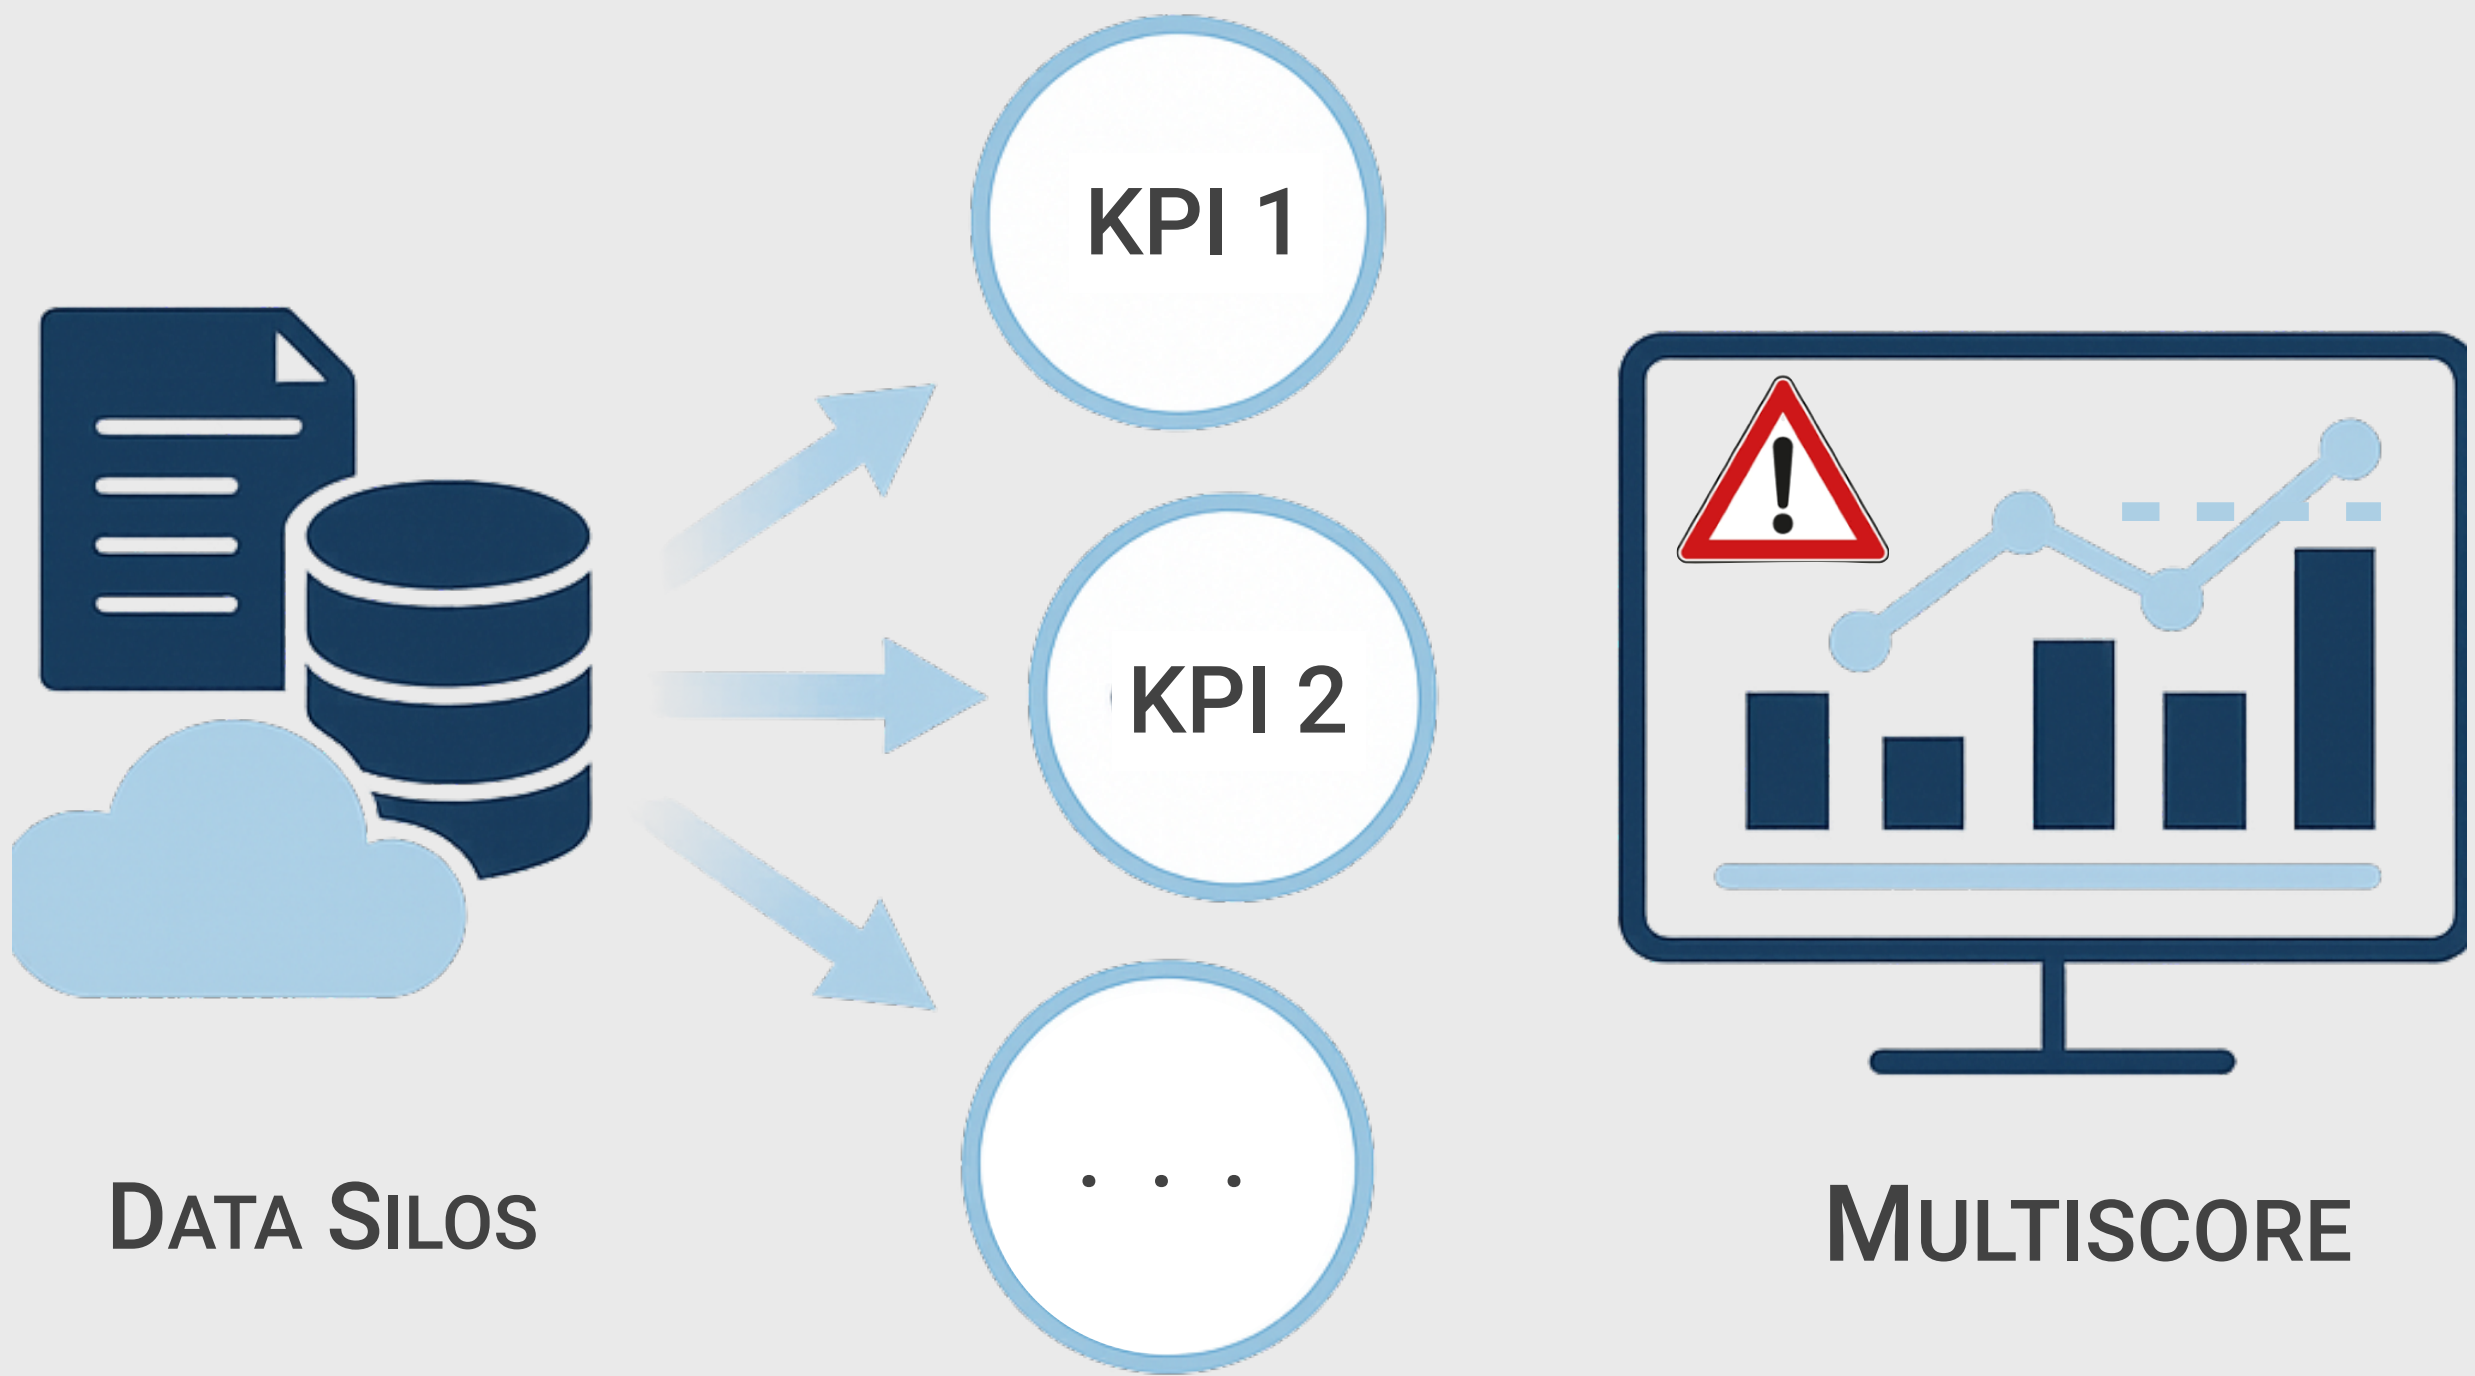 KPI 1
KPI 2
. . .
DATA SILOS
MULTISCORE